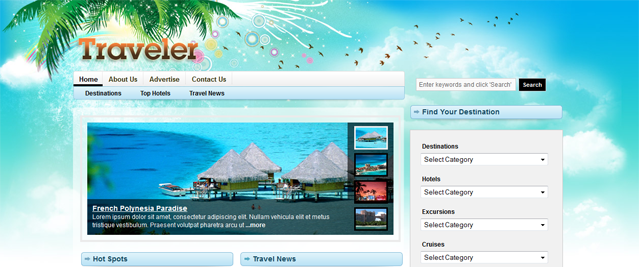 Traveler
Home
About Us
Advertise
Contact Us
Enter keywords and click 'Search'
Search
Destinations
Top Hotels
Travel News
Find Your Destination
Destinations
Select Category
Hotels
Select Category
Excursions
Select Category
Cruises
Select Category
French Polynesia Paradise
Lorem ipsum dolor sit amet, consectetur adipiscing elit. Nullam vehicula elit et metus
tristique vestibulum. Praesent volutpat pharetra arcu ut ...more
Hot Spots
Travel News